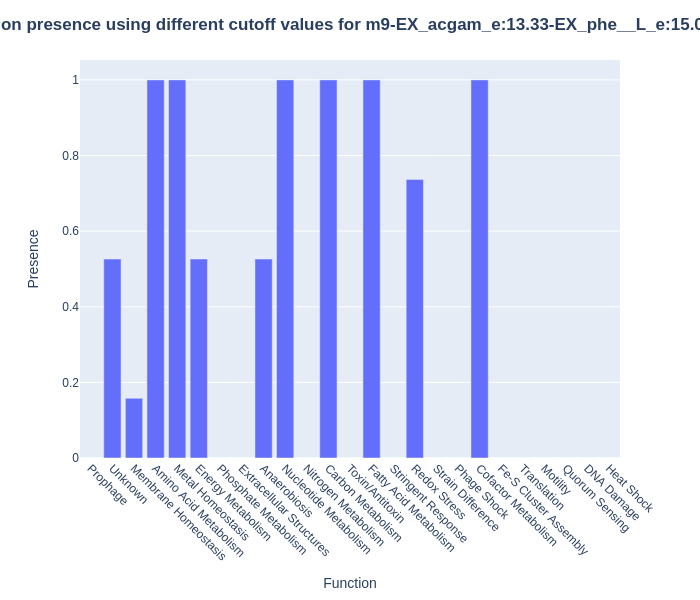 on presence using different cutoff values for m9-EX_acgam_e:13.33-EX_phe__L_e:15.0
Presence
1
0.8
0.6
0.4
0.2
0
Prophage
Unknown
Membrane Homeostasis
Amino Acid Metabolism
Metal Homeostasis
Energy Metabolism
Phosphate Metabolism
Extracellular Structures
Anaerobiosis
Nucleotide Metabolism
Nitrogen Metabolism
Carbon Metabolism
Toxin/Antitoxin
Fatty Acid Metabolism
Stringent Response
Redox Stress
Strain Difference
Phage Shock
Cofactor Metabolism
Fe-S Cluster Assembly
Translation
Motility
Quorum Sensing
DNA Damage
Heat Shock
Function